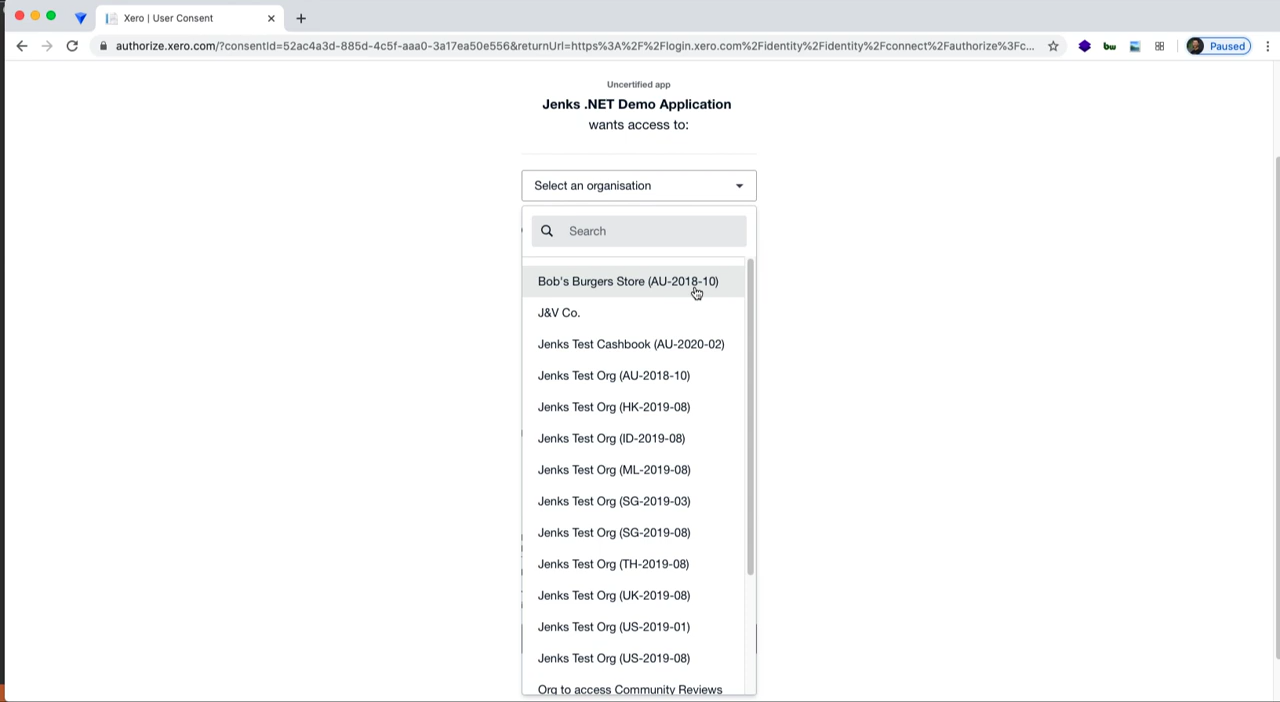 Xero | User Consent
authorize.xero.com/?consentId=52ac4a3d-885d-4c5f-aaa0-3a17ea50e556&returnUrl=https%3A%2F%2Flogin.xero.com%2Fidentity%2Fidentity%2Fconnect%2Fauthorize%3Fc...
bw
Paused
Uncertified app
Jenks .NET Demo Application
wants access to:
Select an organisation
Search
Bob's Burgers Store (AU-2018-10)
J&V Co.
Jenks Test Cashbook (AU-2020-02)
Jenks Test Org (AU-2018-10)
Jenks Test Org (HK-2019-08)
Jenks Test Org (ID-2019-08)
Jenks Test Org (ML-2019-08)
Jenks Test Org (SG-2019-03)
Jenks Test Org (SG-2019-08)
Jenks Test Org (TH-2019-08)
Jenks Test Org (UK-2019-08)
Jenks Test Org (US-2019-01)
Jenks Test Org (US-2019-08)
Org to access Community Reviews